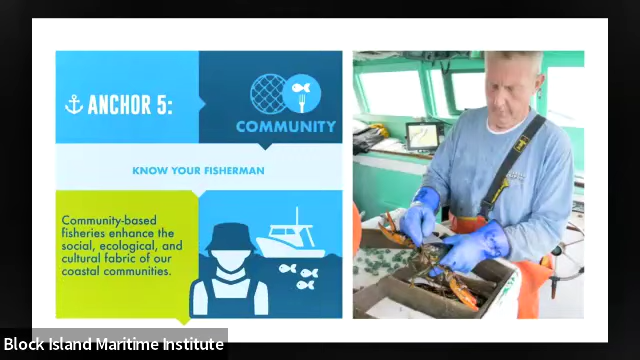 ANCHOR 5:
COMMUNITY
KNOW YOUR FISHERMAN
Community-based
fisheries enhance the
social, ecological, and
cultural fabric of our
coastal communities.
Block Island Maritime Institute